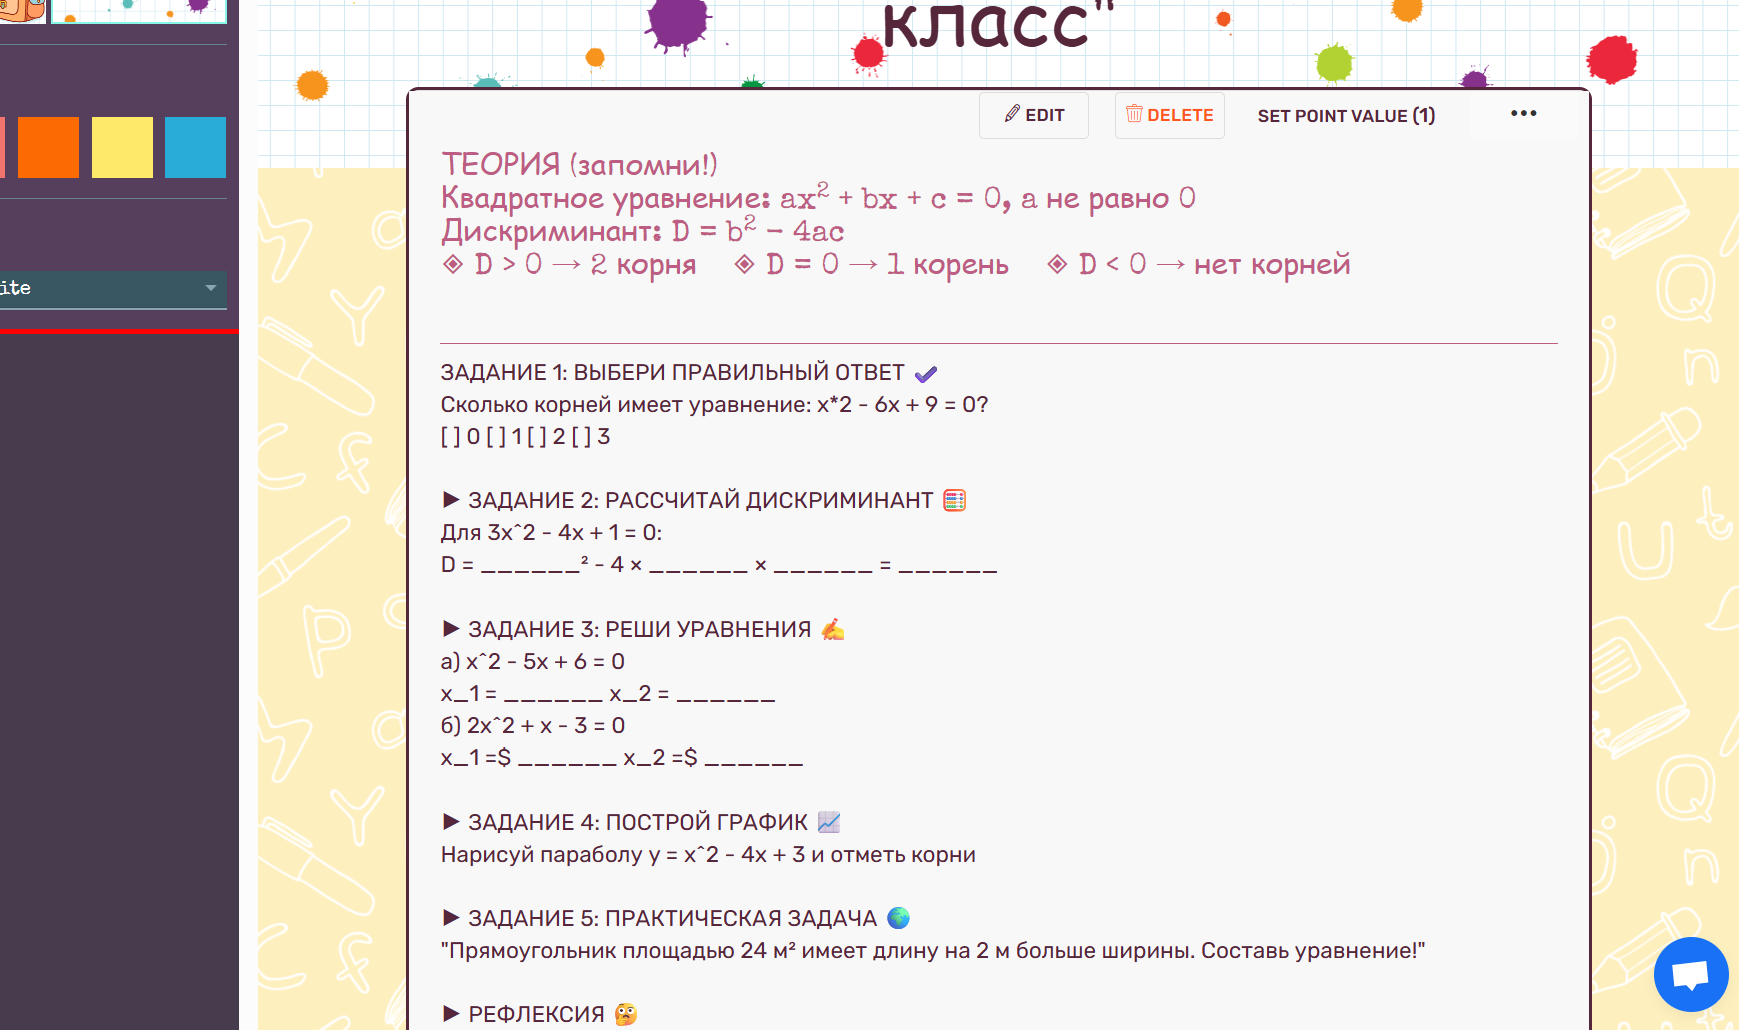 класс"
EDIT
DELETE
SET POINT VALUE (1)
•••
ТЕОРИЯ (запомни!)
Квадратное уравнение: ax² + bx + c = 0, a не равно 0
Дискриминант: D = b² − 4ac
◈ D > 0 → 2 корня ◈ D = 0 → 1 корень ◈ D < 0 → нет корней
ite
ЗАДАНИЕ 1: ВЫБЕРИ ПРАВИЛЬНЫЙ ОТВЕТ ✔
Сколько корней имеет уравнение: x*2 - 6x + 9 = 0?
[ ] 0 [ ] 1 [ ] 2 [ ] 3
▶ ЗАДАНИЕ 2: РАССЧИТАЙ ДИСКРИМИНАНТ 🧮
Для 3x^2 - 4x + 1 = 0:
D = ______² - 4 × ______ × ______ = ______
▶ ЗАДАНИЕ 3: РЕШИ УРАВНЕНИЯ ✍
а) x^2 - 5x + 6 = 0
x_1 = ______ x_2 = ______
б) 2x^2 + x - 3 = 0
x_1 =$ ______ x_2 =$ ______
▶ ЗАДАНИЕ 4: ПОСТРОЙ ГРАФИК 📈
Нарисуй параболу y = x^2 - 4x + 3 и отметь корни
▶ ЗАДАНИЕ 5: ПРАКТИЧЕСКАЯ ЗАДАЧА 🌍
"Прямоугольник площадью 24 м² имеет длину на 2 м больше ширины. Составь уравнение!"
▶ РЕФЛЕКСИЯ 🤔